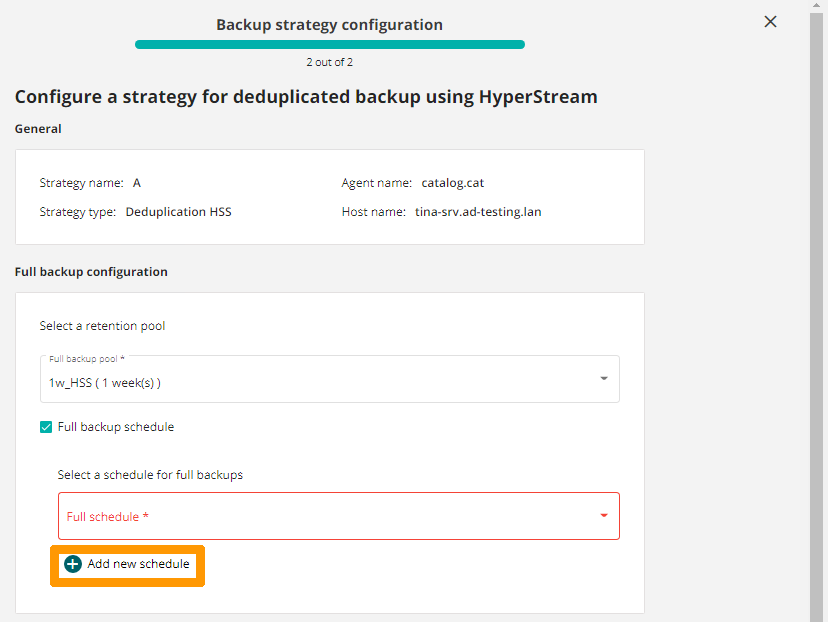 Backup strategy configuration
2 out of 2
Configure a strategy for deduplicated backup using HyperStream
General
Strategy name: A Agent name: catalog.cat
Strategy type: Deduplication HSS Host name: tina-srv.ad-testing.lan
Full backup configuration
Select a retention pool
Full backup pool *
1w_HSS ( 1 week(s) )
Full backup schedule
Select a schedule for full backups
Full schedule *
Add new schedule